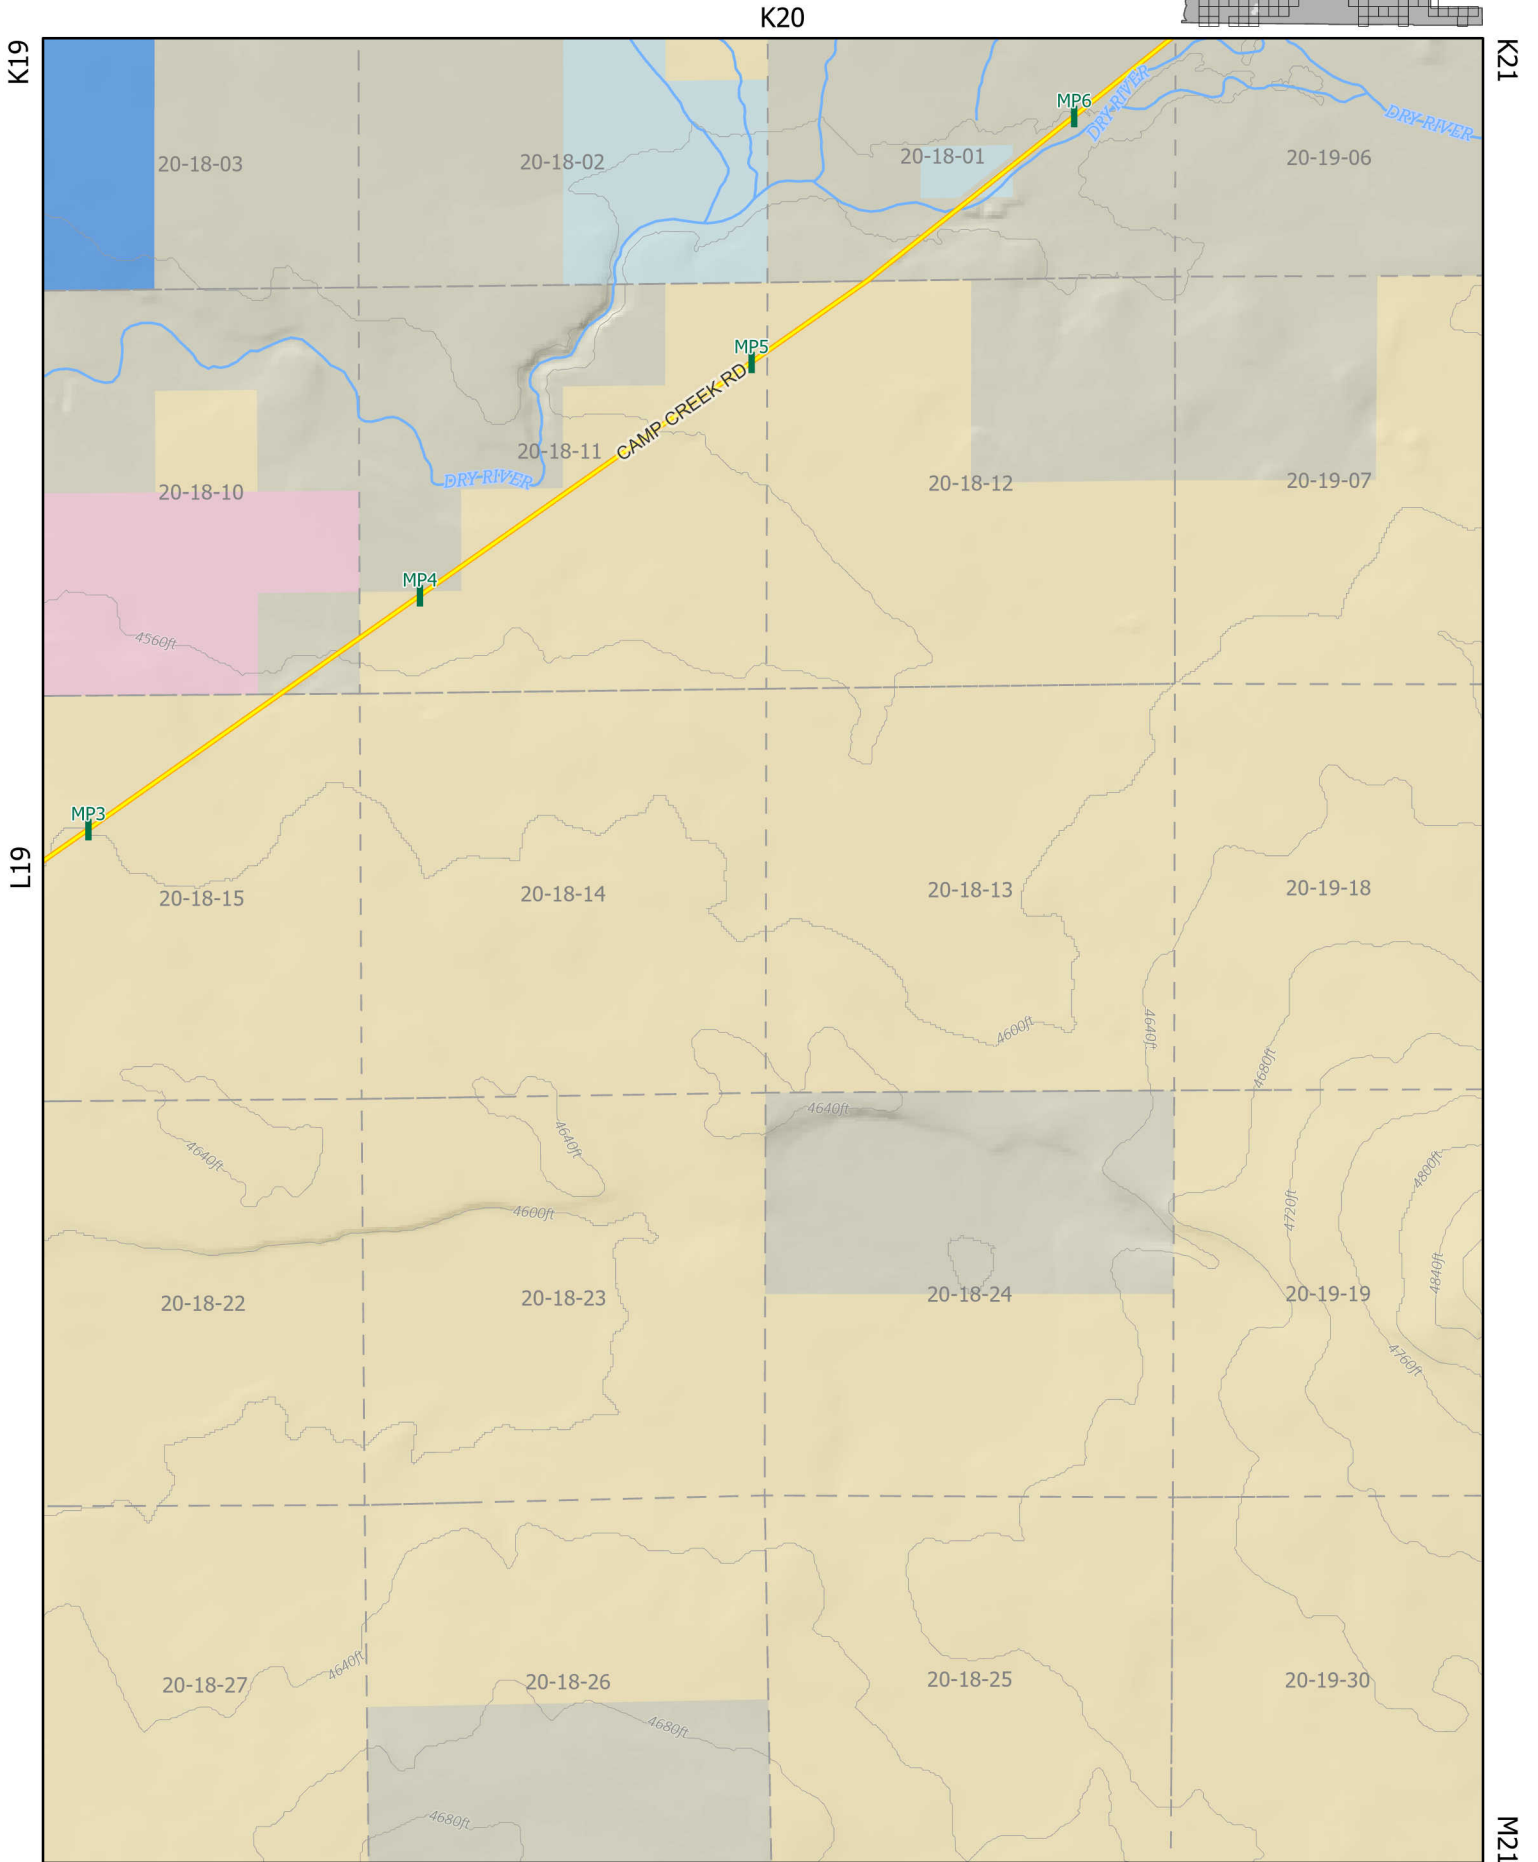 K20
K19
K21
MP6
DRY RIVER
DRY RIVER
20-18-03
20-18-02
20-18-01
20-19-06
MP5
CAMP CREEK RD
20-18-11
DRY RIVER
20-18-10
20-18-12
20-19-07
MP4
4560ft
MP3
L19
20-18-15
20-18-14
20-18-13
20-19-18
4600ft
4640ft
4680ft
4640ft
4640ft
4640ft
4800ft
4600ft
4720ft
4840ft
20-18-22
20-18-23
20-18-24
20-19-19
4760ft
4640ft
20-18-27
20-18-26
20-18-25
20-19-30
4680ft
4680ft
M21